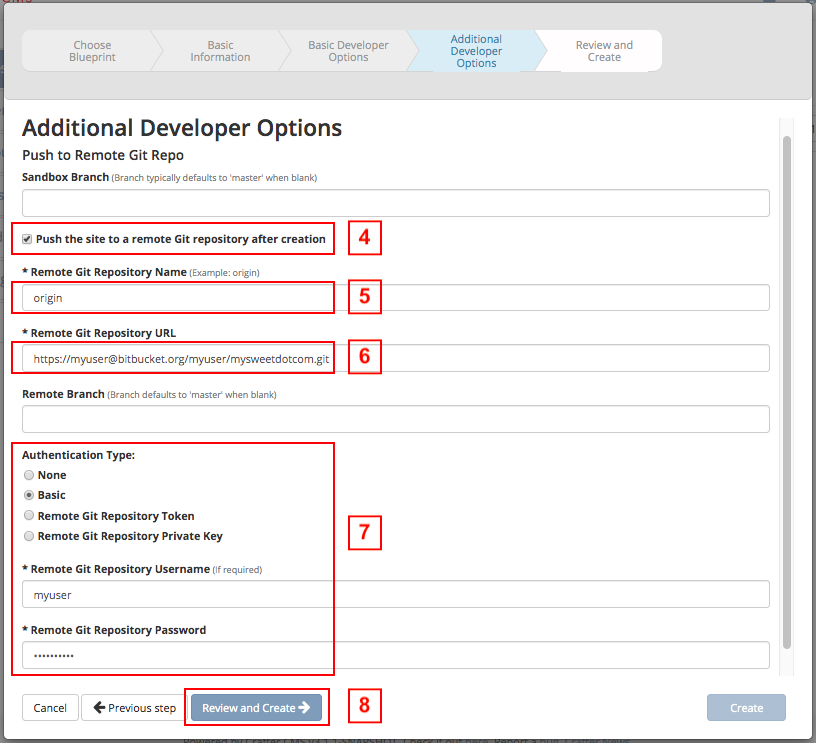 Choose
Blueprint
Basic
Information
Basic Developer
Options
Additional
Developer
Options
Review and
Create
Additional Developer Options
Push to Remote Git Repo
Sandbox Branch (Branch typically defaults to 'master' when blank)
Push the site to a remote Git repository after creation
4
* Remote Git Repository Name (Example: origin)
origin
5
* Remote Git Repository URL
https://myuser@bitbucket.org/myuser/mysweetdotcom.git
6
Remote Branch (Branch defaults to 'master' when blank)
Authentication Type:
None
Basic
Remote Git Repository Token
Remote Git Repository Private Key
7
* Remote Git Repository Username (if required)
myuser
* Remote Git Repository Password
••••••••••
Cancel
Previous step
Review and Create
8
Create